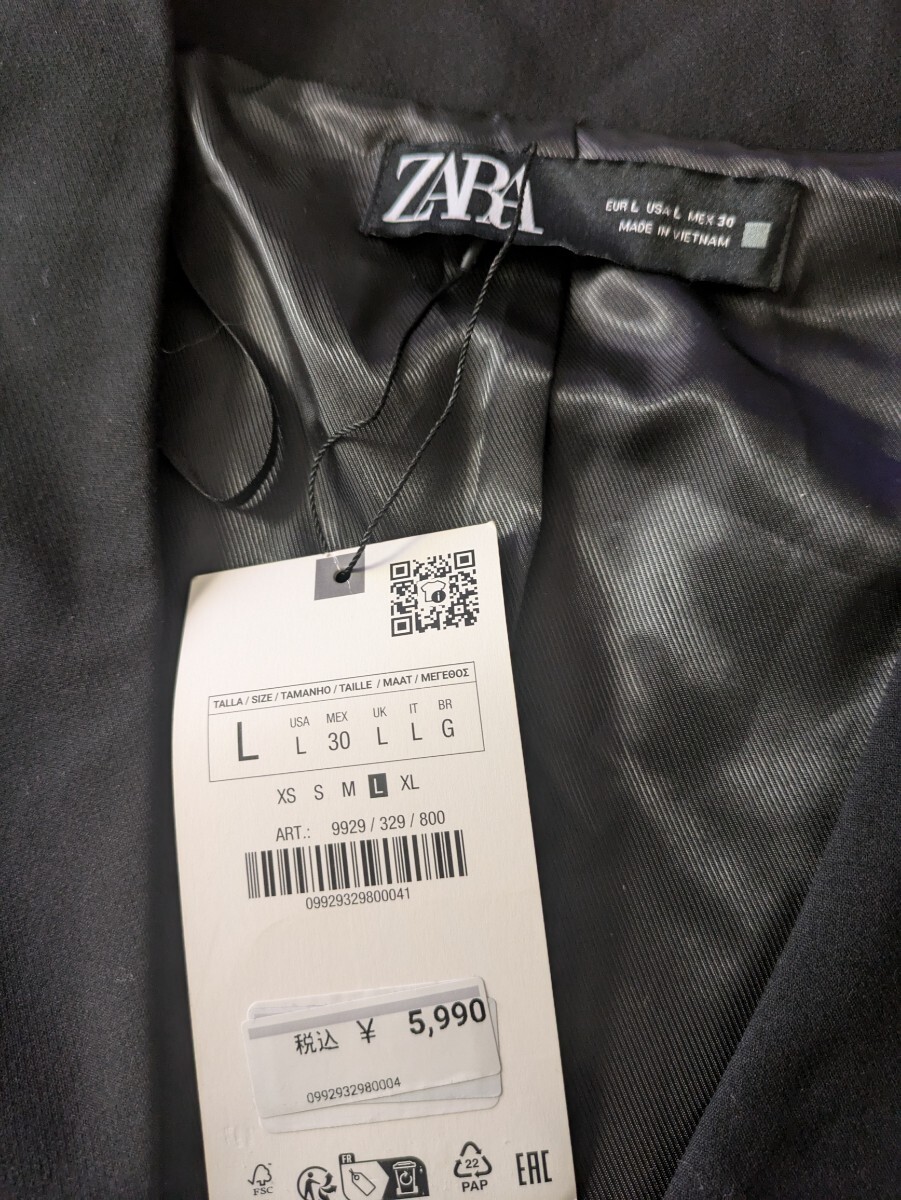 ZARA
EUR L USA L MEX 30
MADE IN VIETNAM
TALLA / SIZE / TAMANHO / TAILLE / MAAT / ΜΕΓΕΘΟΣ
USA MEX UK IT BR
L L 30 L L G
XS S M L XL
ART.: 9929 / 329 / 800
09929329800041
税込 ¥ 5,990
0992932980004
FSC
FR
22
PAP
EAC